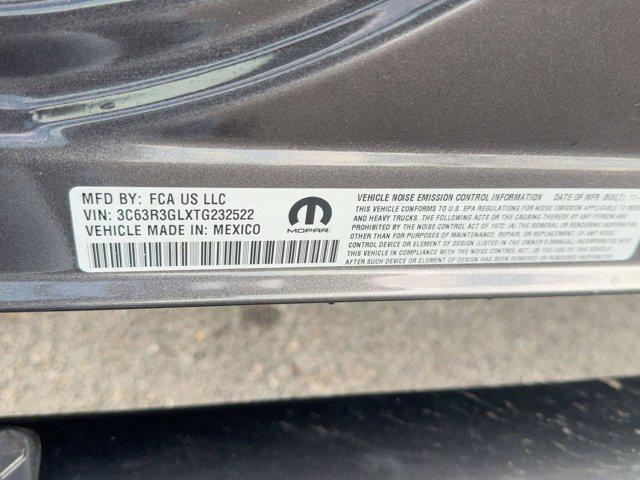 MFD BY: FCA US LLC
VIN: 3C63R3GLXTG232522
VEHICLE MADE IN: MEXICO
MOPAR
VEHICLE NOISE EMISSION CONTROL INFORMATION DATE OF MFR (BUILT): 11-
THIS VEHICLE CONFORMS TO U.S. EPA REGULATIONS FOR NOISE EMISSION APPLICABLE TO MEDIUM
AND HEAVY TRUCKS. THE FOLLOWING ACTS OR THE CAUSING THEREOF BY ANY PERSON ARE
PROHIBITED BY THE NOISE CONTROL ACT OF 1972: (A) THE REMOVAL OR RENDERING INOPERATIVE,
OTHER THAN FOR PURPOSES OF MAINTENANCE, REPAIR, OR REPLACEMENT, OF ANY NOISE
CONTROL DEVICE OR ELEMENT OF DESIGN (LISTED IN THE OWNER'S MANUAL) INCORPORATED INTO
THIS VEHICLE IN COMPLIANCE WITH THE NOISE CONTROL ACT; (B) THE USE OF THIS VEHICLE
AFTER SUCH DEVICE OR ELEMENT OF DESIGN HAS BEEN REMOVED OR RENDERED INOPERATIVE.